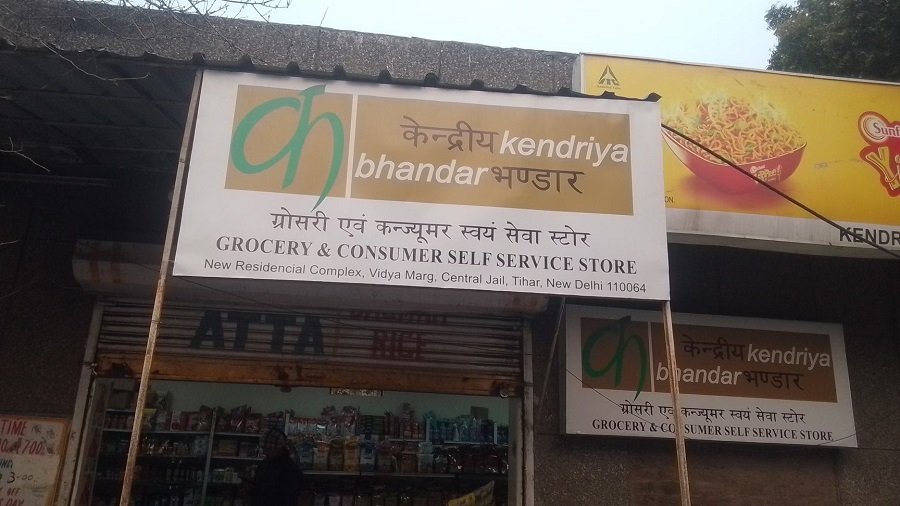 क
केन्द्रीय kendriya
bhandar भण्डार
ग्रोसरी एवं कन्ज्यूमर स्वयं सेवा स्टोर
GROCERY & CONSUMER SELF SERVICE STORE
New Residencial Complex, Vidya Marg, Central Jail, Tihar, New Delhi 110064
Sunf
KENDR
ATTA
RICE
क
केन्द्रीय kendriya
bhandar भण्डार
ग्रोसरी एवं कन्ज्यूमर स्वयं सेवा स्टोर
GROCERY & CONSUMER SELF SERVICE STORE
TIME